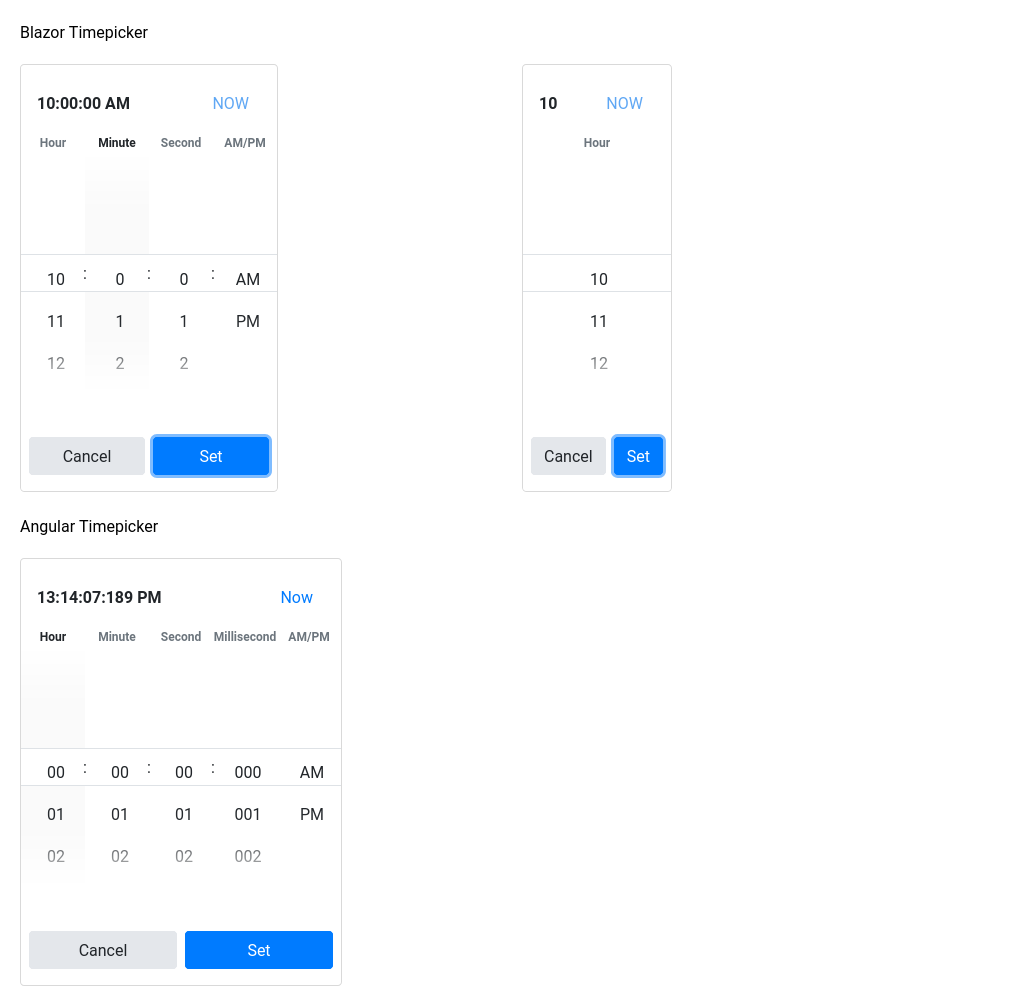 Blazor Timepicker
10:00:00 AM NOW
Hour Minute Second AM/PM
10 : 0 : 0 : AM
11 1 1 PM
12 2 2
Cancel Set
10 NOW
Hour
10
11
12
Cancel Set
Angular Timepicker
13:14:07:189 PM Now
Hour Minute Second Millisecond AM/PM
00 : 00 : 00 : 000 AM
01 01 01 001 PM
02 02 02 002
Cancel Set